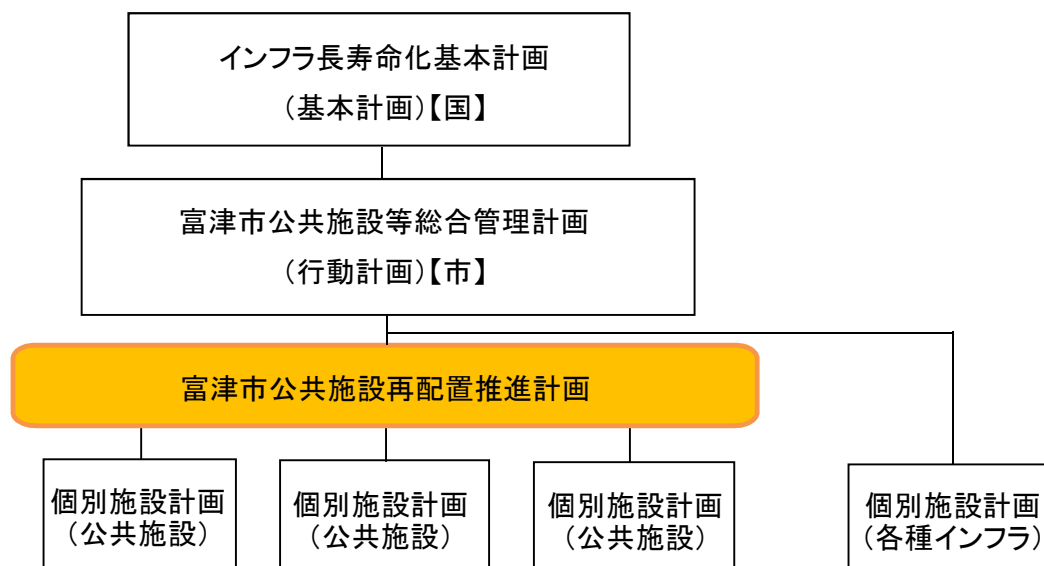 インフラ長寿命化基本計画
(基本計画)【国】
富津市公共施設等総合管理計画
(行動計画)【市】
富津市公共施設再配置推進計画
個別施設計画
(公共施設)
個別施設計画
(公共施設)
個別施設計画
(公共施設)
個別施設計画
(各種インフラ)